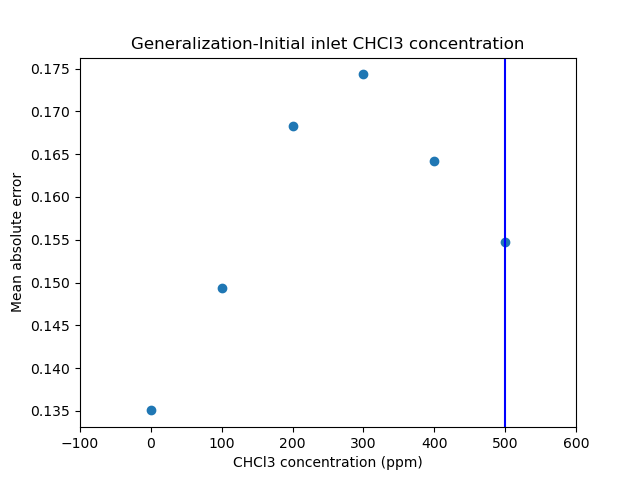 Generalization-Initial inlet CHCl3 concentration
0.175
0.170
0.165
0.160
0.155
0.150
0.145
0.140
0.135
Mean absolute error
−100 0 100 200 300 400 500 600
CHCl3 concentration (ppm)